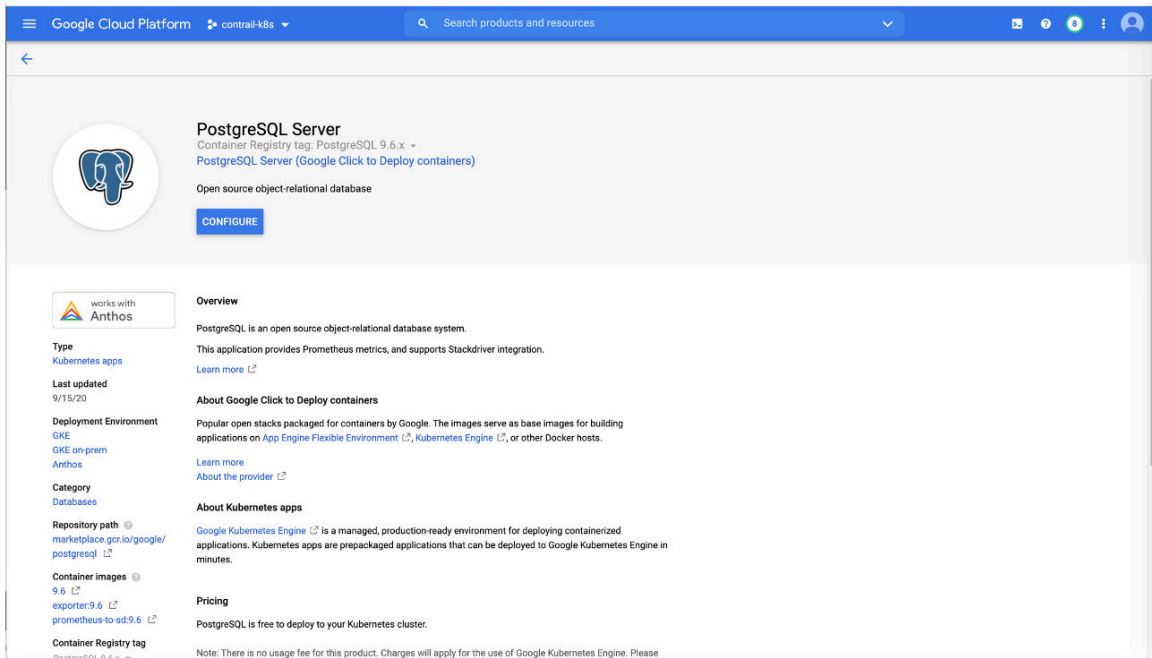 Google Cloud Platform
contrail-k8s
Search products and resources
8
PostgreSQL Server
Container Registry tag: PostgreSQL 9.6.x
PostgreSQL Server (Google Click to Deploy containers)
Open source object-relational database
CONFIGURE
works with
Anthos
Type
Kubernetes apps
Last updated
9/15/20
Deployment Environment
GKE
GKE on-prem
Anthos
Category
Databases
Repository path
marketplace.gcr.io/google/
postgresql
Container images
9.6
exporter:9.6
prometheus-to-sd:9.6
Container Registry tag
PostgreSQL 9.6.x
Overview
PostgreSQL is an open source object-relational database system.
This application provides Prometheus metrics, and supports Stackdriver integration.
Learn more
About Google Click to Deploy containers
Popular open stacks packaged for containers by Google. The images serve as base images for building
applications on App Engine Flexible Environment , Kubernetes Engine , or other Docker hosts.
Learn more
About the provider
About Kubernetes apps
Google Kubernetes Engine is a managed, production-ready environment for deploying containerized
applications. Kubernetes apps are prepackaged applications that can be deployed to Google Kubernetes Engine in
minutes.
Pricing
PostgreSQL is free to deploy to your Kubernetes cluster.
Note: There is no usage fee for this product. Charges will apply for the use of Google Kubernetes Engine. Please